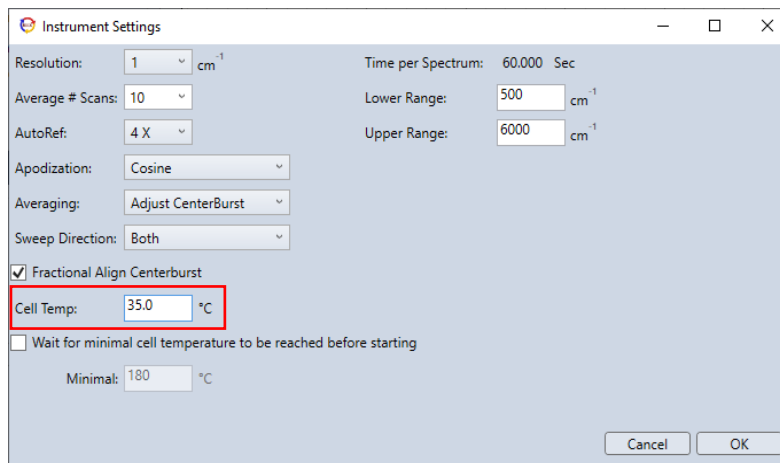 Instrument Settings
Resolution: 1 cm-1 Time per Spectrum: 60.000 Sec
Average # Scans: 10 Lower Range: 500 cm-1
AutoRef: 4 X Upper Range: 6000 cm-1
Apodization: Cosine
Averaging: Adjust CenterBurst
Sweep Direction: Both
Fractional Align Centerburst
Cell Temp: 35.0 °C
Wait for minimal cell temperature to be reached before starting
Minimal: 180 °C
Cancel OK